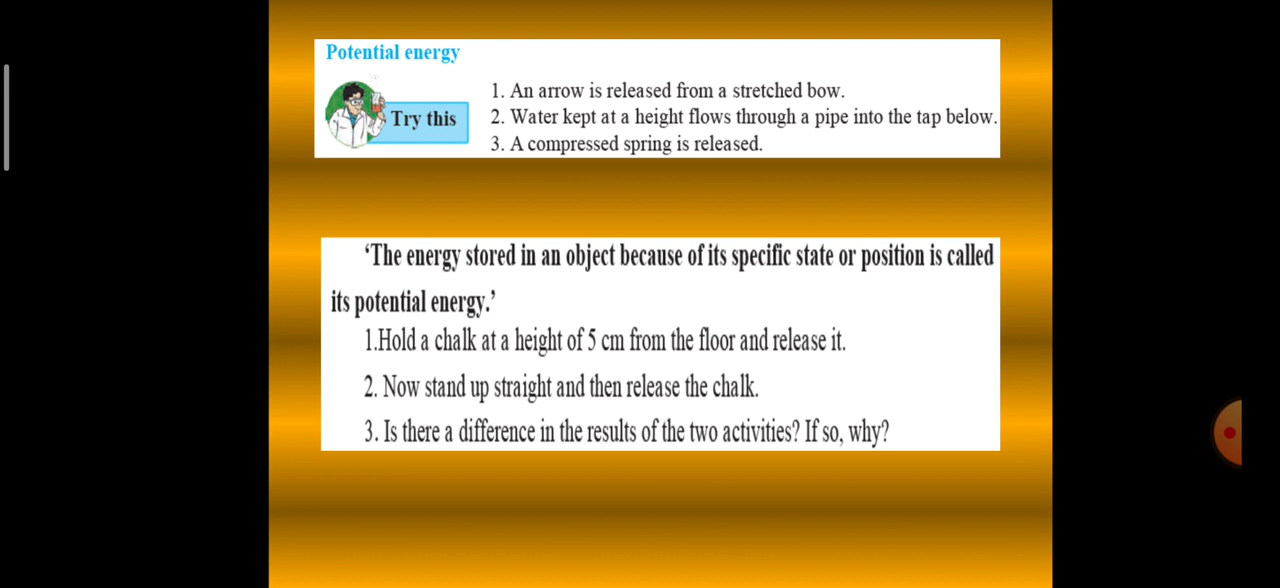 Potential energy
Try this
1. An arrow is released from a stretched bow.
2. Water kept at a height flows through a pipe into the tap below.
3. A compressed spring is released.
‘The energy stored in an object because of its specific state or position is called
its potential energy.’
1.Hold a chalk at a height of 5 cm from the floor and release it.
2. Now stand up straight and then release the chalk.
3. Is there a difference in the results of the two activities? If so, why?